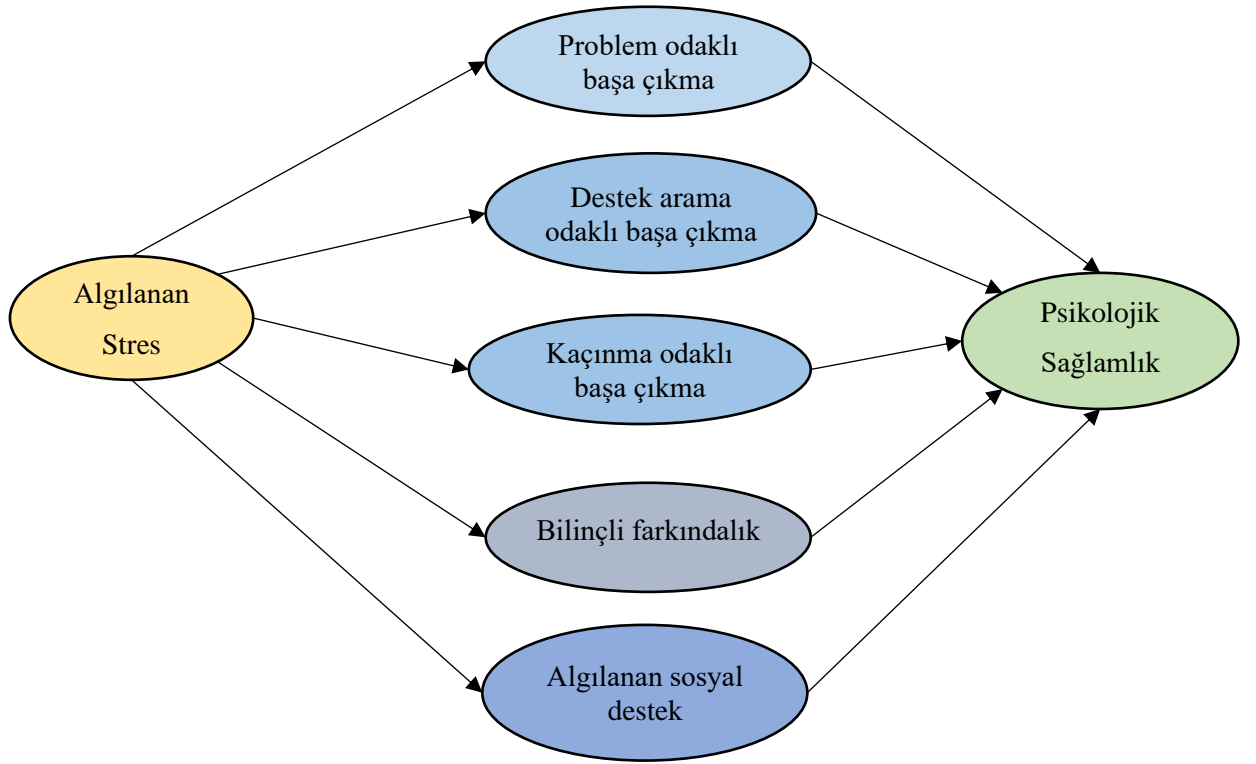 Problem odaklı
başa çıkma
Destek arama
odaklı başa çıkma
Algılanan
Stres
Kaçınma odaklı
başa çıkma
Psikolojik
Sağlamlık
Bilinçli farkındalık
Algılanan sosyal
destek